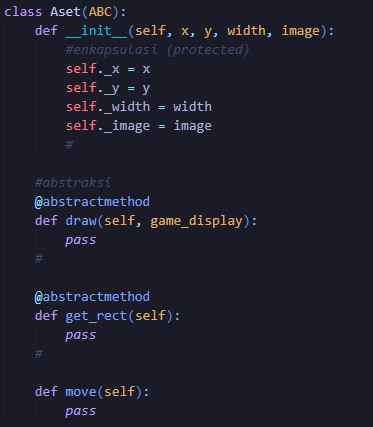 class Aset(ABC):
    def __init__(self, x, y, width, image):
        #enkapsulasi (protected)
        self._x = x
        self._y = y
        self._width = width
        self._image = image
        #
    #abstraksi
    @abstractmethod
    def draw(self, game_display):
        pass
    #
    @abstractmethod
    def get_rect(self):
        pass
    #
    def move(self):
        pass